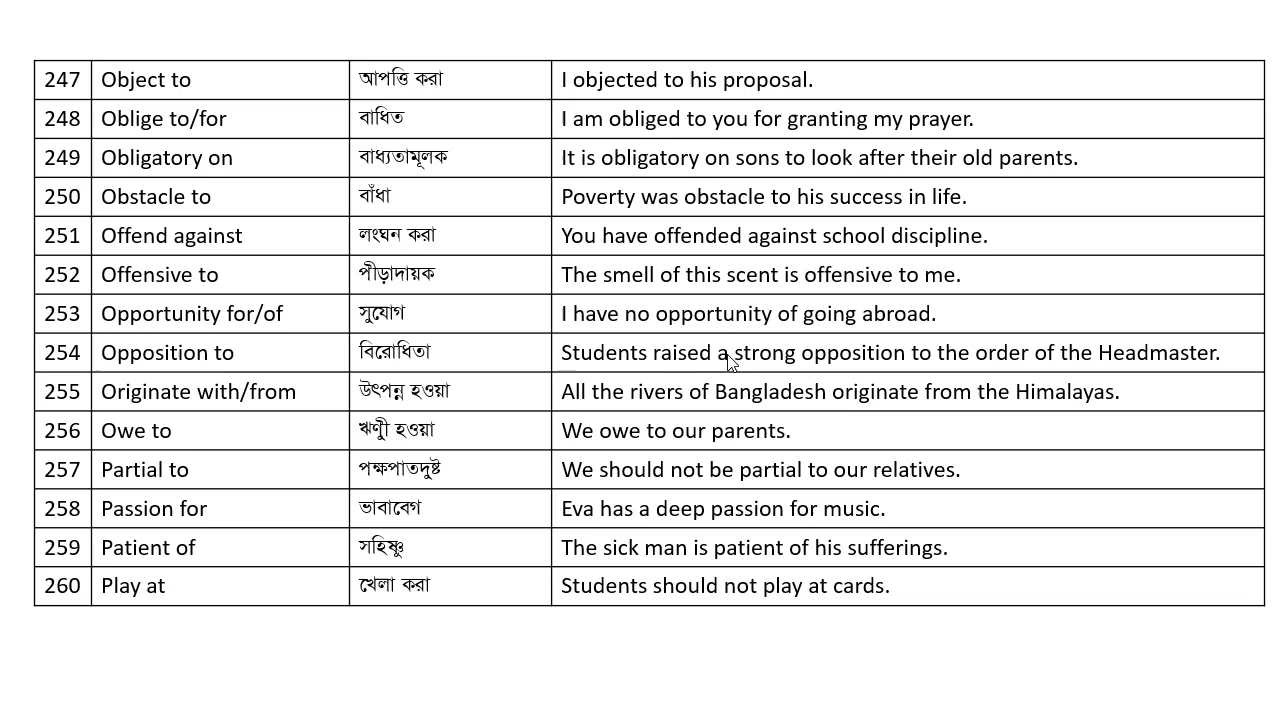 247 Object to আপত্তি করা I objected to his proposal.
248 Oblige to/for বাধিত I am obliged to you for granting my prayer.
249 Obligatory on বাধ্যতামূলক It is obligatory on sons to look after their old parents.
250 Obstacle to বাঁধা Poverty was obstacle to his success in life.
251 Offend against লংঘন করা You have offended against school discipline.
252 Offensive to পীড়াদায়ক The smell of this scent is offensive to me.
253 Opportunity for/of সুযোগ I have no opportunity of going abroad.
254 Opposition to বিরোধিতা Students raised a strong opposition to the order of the Headmaster.
255 Originate with/from উৎপন্ন হওয়া All the rivers of Bangladesh originate from the Himalayas.
256 Owe to ঋণী হওয়া We owe to our parents.
257 Partial to পক্ষপাতদুষ্ট We should not be partial to our relatives.
258 Passion for ভাবাবেগ Eva has a deep passion for music.
259 Patient of সহিষ্ণু The sick man is patient of his sufferings.
260 Play at খেলা করা Students should not play at cards.